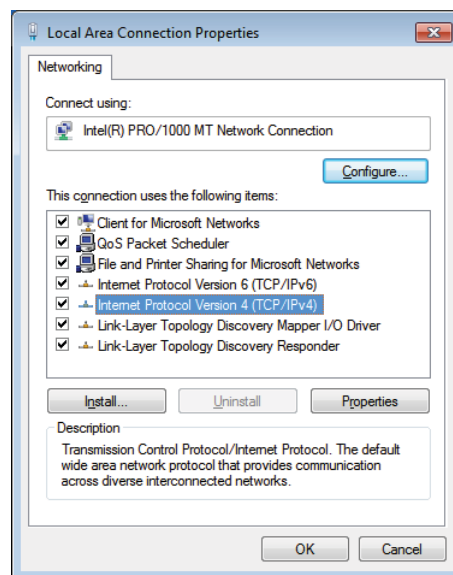 Local Area Connection Properties
Networking
Connect using:
Intel(R) PRO/1000 MT Network Connection
Configure...
This connection uses the following items:
Client for Microsoft Networks
QoS Packet Scheduler
File and Printer Sharing for Microsoft Networks
Internet Protocol Version 6 (TCP/IPv6)
Internet Protocol Version 4 (TCP/IPv4)
Link-Layer Topology Discovery Mapper I/O Driver
Link-Layer Topology Discovery Responder
Install... Uninstall Properties
Description
Transmission Control Protocol/Internet Protocol. The default
wide area network protocol that provides communication
across diverse interconnected networks.
OK Cancel